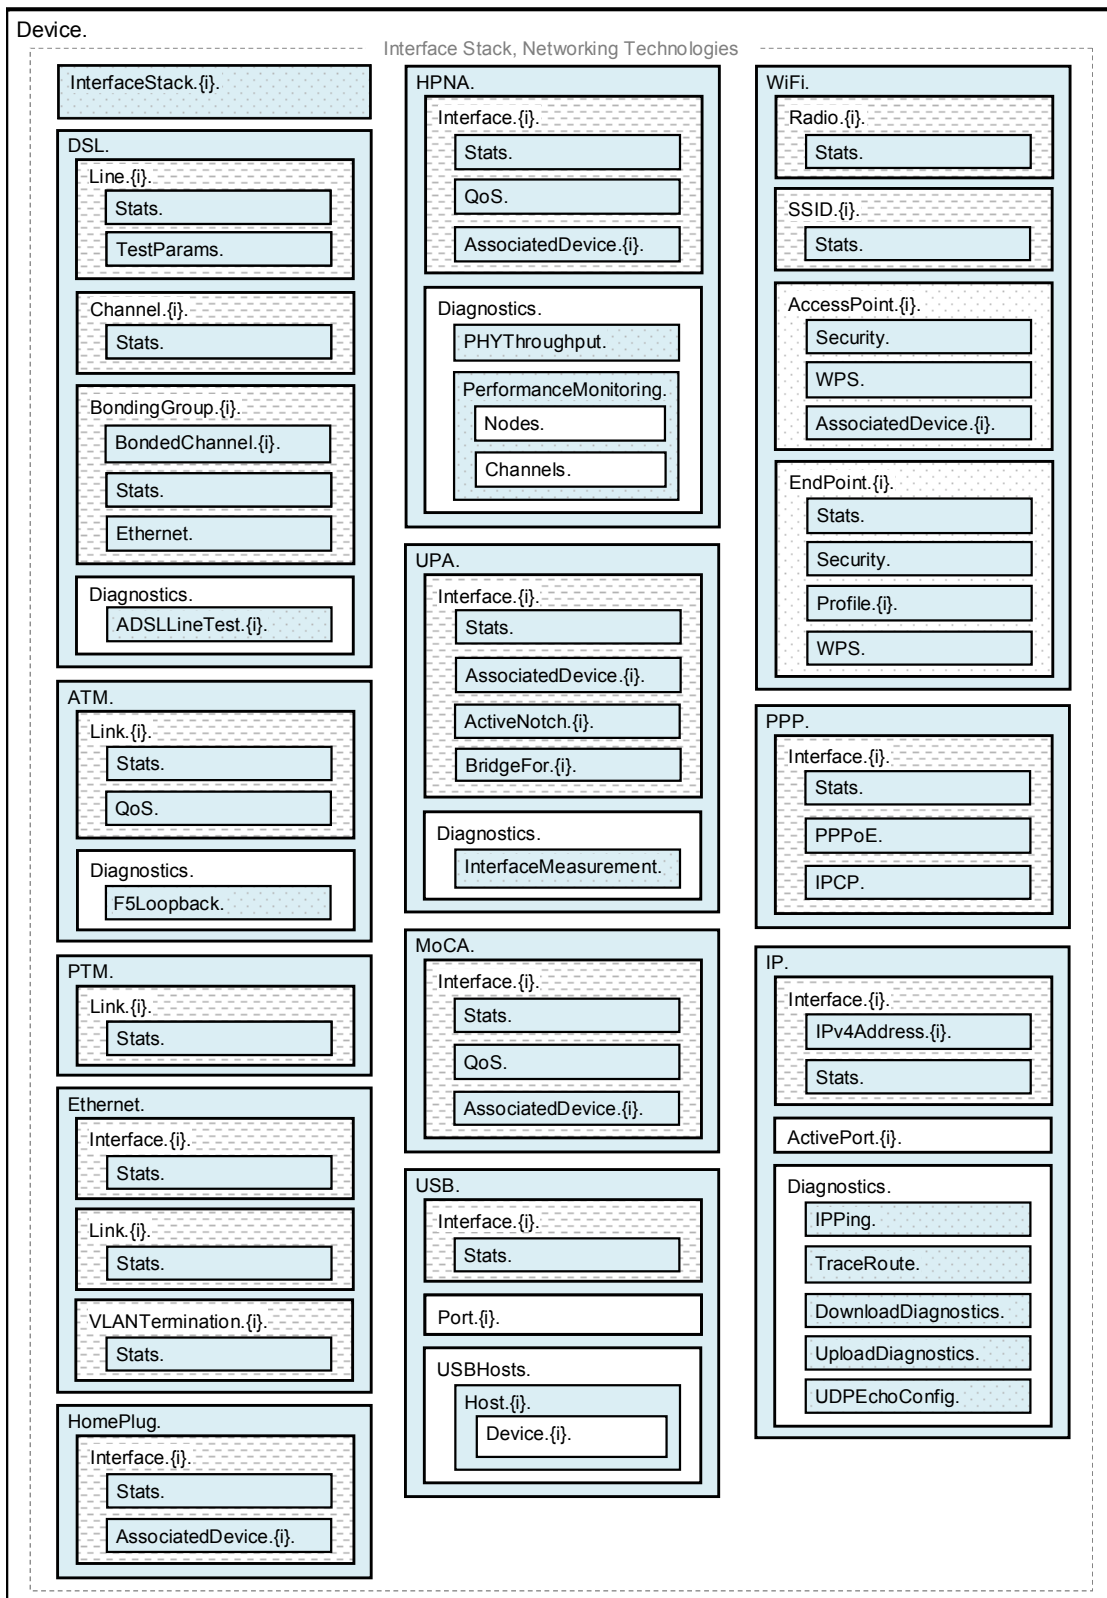 Device.
Interface Stack, Networking Technologies
InterfaceStack.{i}.
DSL.
Line.{i}.
Stats.
TestParams.
Channel.{i}.
Stats.
BondingGroup.{i}.
BondedChannel.{i}.
Stats.
Ethernet.
Diagnostics.
ADSLLineTest.{i}.
ATM.
Link.{i}.
Stats.
QoS.
Diagnostics.
F5Loopback.
PTM.
Link.{i}.
Stats.
Ethernet.
Interface.{i}.
Stats.
Link.{i}.
Stats.
VLANTermination.{i}.
Stats.
HomePlug.
Interface.{i}.
Stats.
AssociatedDevice.{i}.
HPNA.
Interface.{i}.
Stats.
QoS.
AssociatedDevice.{i}.
Diagnostics.
PHYThroughput.
PerformanceMonitoring.
Nodes.
Channels.
UPA.
Interface.{i}.
Stats.
AssociatedDevice.{i}.
ActiveNotch.{i}.
BridgeFor.{i}.
Diagnostics.
InterfaceMeasurement.
MoCA.
Interface.{i}.
Stats.
QoS.
AssociatedDevice.{i}.
USB.
Interface.{i}.
Stats.
Port.{i}.
USBHosts.
Host.{i}.
Device.{i}.
WiFi.
Radio.{i}.
Stats.
SSID.{i}.
Stats.
AccessPoint.{i}.
Security.
WPS.
AssociatedDevice.{i}.
EndPoint.{i}.
Stats.
Security.
Profile.{i}.
WPS.
PPP.
Interface.{i}.
Stats.
PPPoE.
IPCP.
IP.
Interface.{i}.
IPv4Address.{i}.
Stats.
ActivePort.{i}.
Diagnostics.
IPPing.
TraceRoute.
DownloadDiagnostics.
UploadDiagnostics.
UDPEchoConfig.